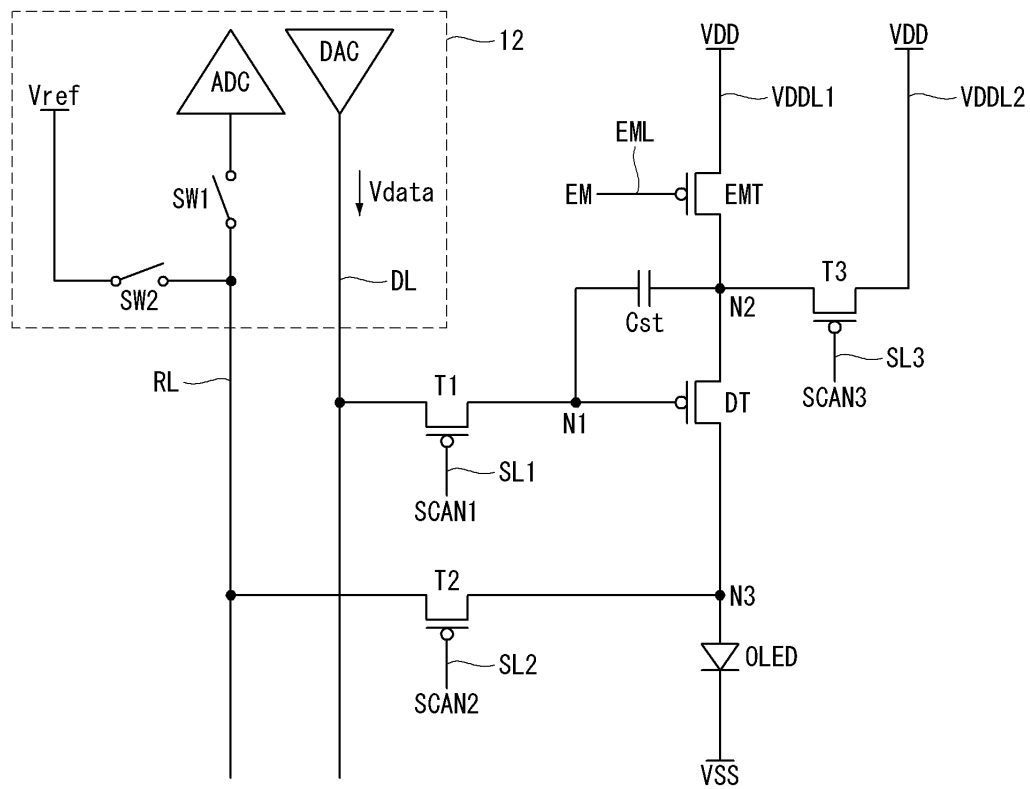 DAC
12
ADC
Vref
VDD
VDD
VDDL1
VDDL2
EML
EM
EMT
SW1
Vdata
SW2
DL
T3
Cst
N2
SL3
RL
T1
N1
DT
SCAN3
SL1
SCAN1
T2
N3
SL2
OLED
SCAN2
VSS